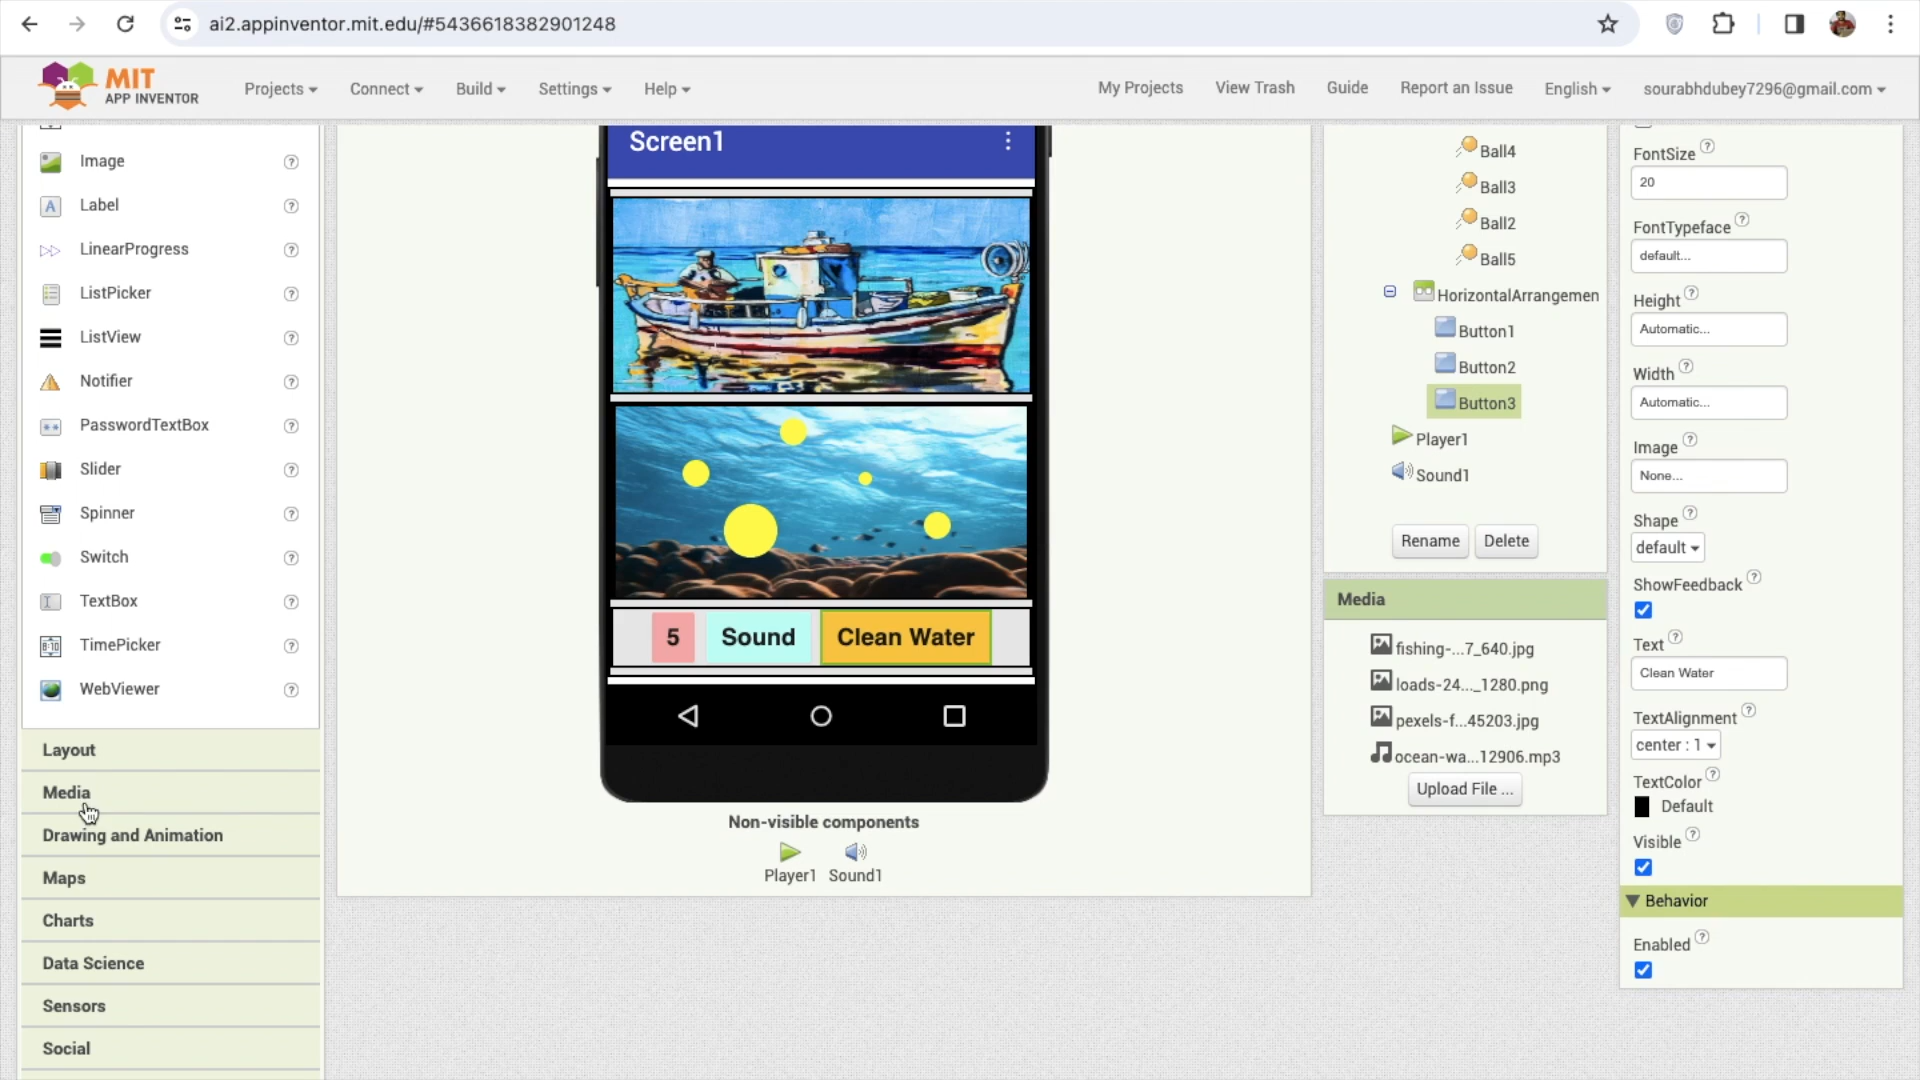 ai2.appinventor.mit.edu/#5436618382901248
MIT
APP INVENTOR
Projects
Connect
Build
Settings
Help
My Projects
View Trash
Guide
Report an Issue
English
sourabhdubey7296@gmail.com
Image ?
Label ?
LinearProgress ?
ListPicker ?
ListView ?
Notifier ?
PasswordTextBox ?
Slider ?
Spinner ?
Switch ?
TextBox ?
TimePicker ?
WebViewer ?
Layout
Media
Drawing and Animation
Maps
Charts
Data Science
Sensors
Social
Screen1
5
Sound
Clean Water
Non-visible components
Player1
Sound1
Ball4
Ball3
Ball2
Ball5
HorizontalArrangemen
Button1
Button2
Button3
Player1
Sound1
Rename
Delete
Media
fishing-...7_640.jpg
loads-24..._1280.png
pexels-f...45203.jpg
ocean-wa...12906.mp3
Upload File ...
FontSize ?
20
FontTypeface ?
default...
Height ?
Automatic...
Width ?
Automatic...
Image ?
None...
Shape ?
default
ShowFeedback ?
Text ?
Clean Water
TextAlignment ?
center : 1
TextColor ?
Default
Visible ?
Behavior
Enabled ?